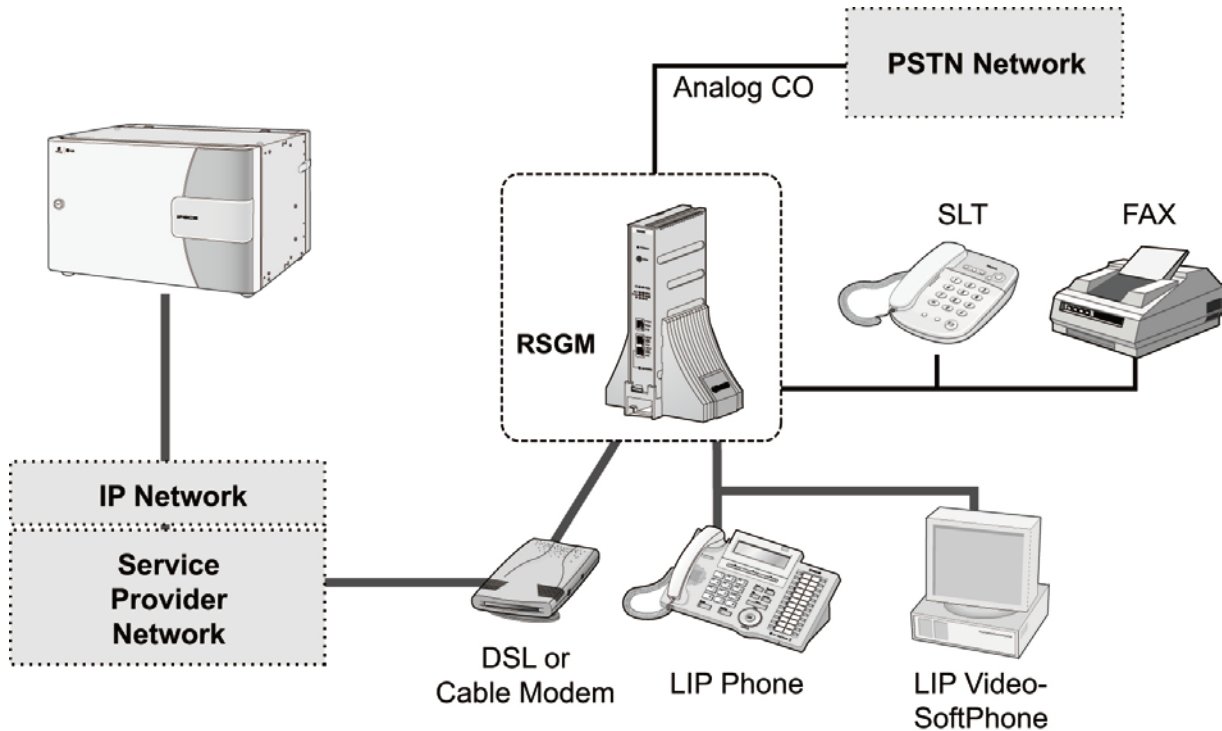 PSTN Network
Analog CO
SLT
FAX
RSGM
IP Network
Service
Provider
Network
DSL or
Cable Modem
LIP Phone
LIP Video-
SoftPhone